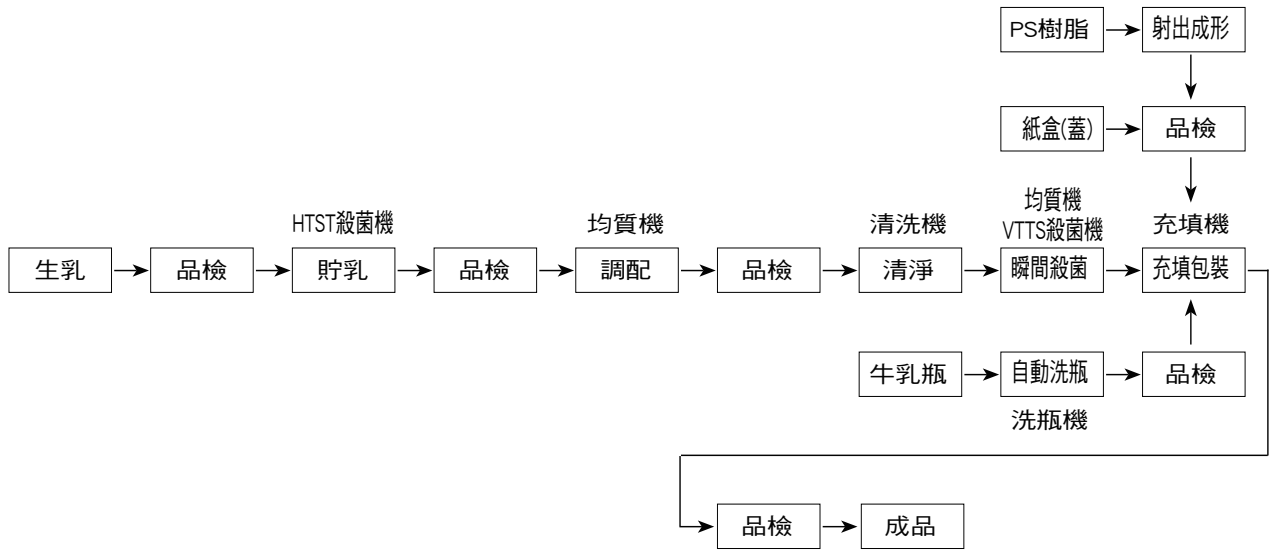 PS樹脂
射出成形
紙盒(蓋)
品檢
HTST殺菌機
均質機
清洗機
均質機
VTTS殺菌機
充填機
生乳
品檢
貯乳
品檢
調配
品檢
清淨
瞬間殺菌
充填包裝
牛乳瓶
自動洗瓶
品檢
洗瓶機
品檢
成品